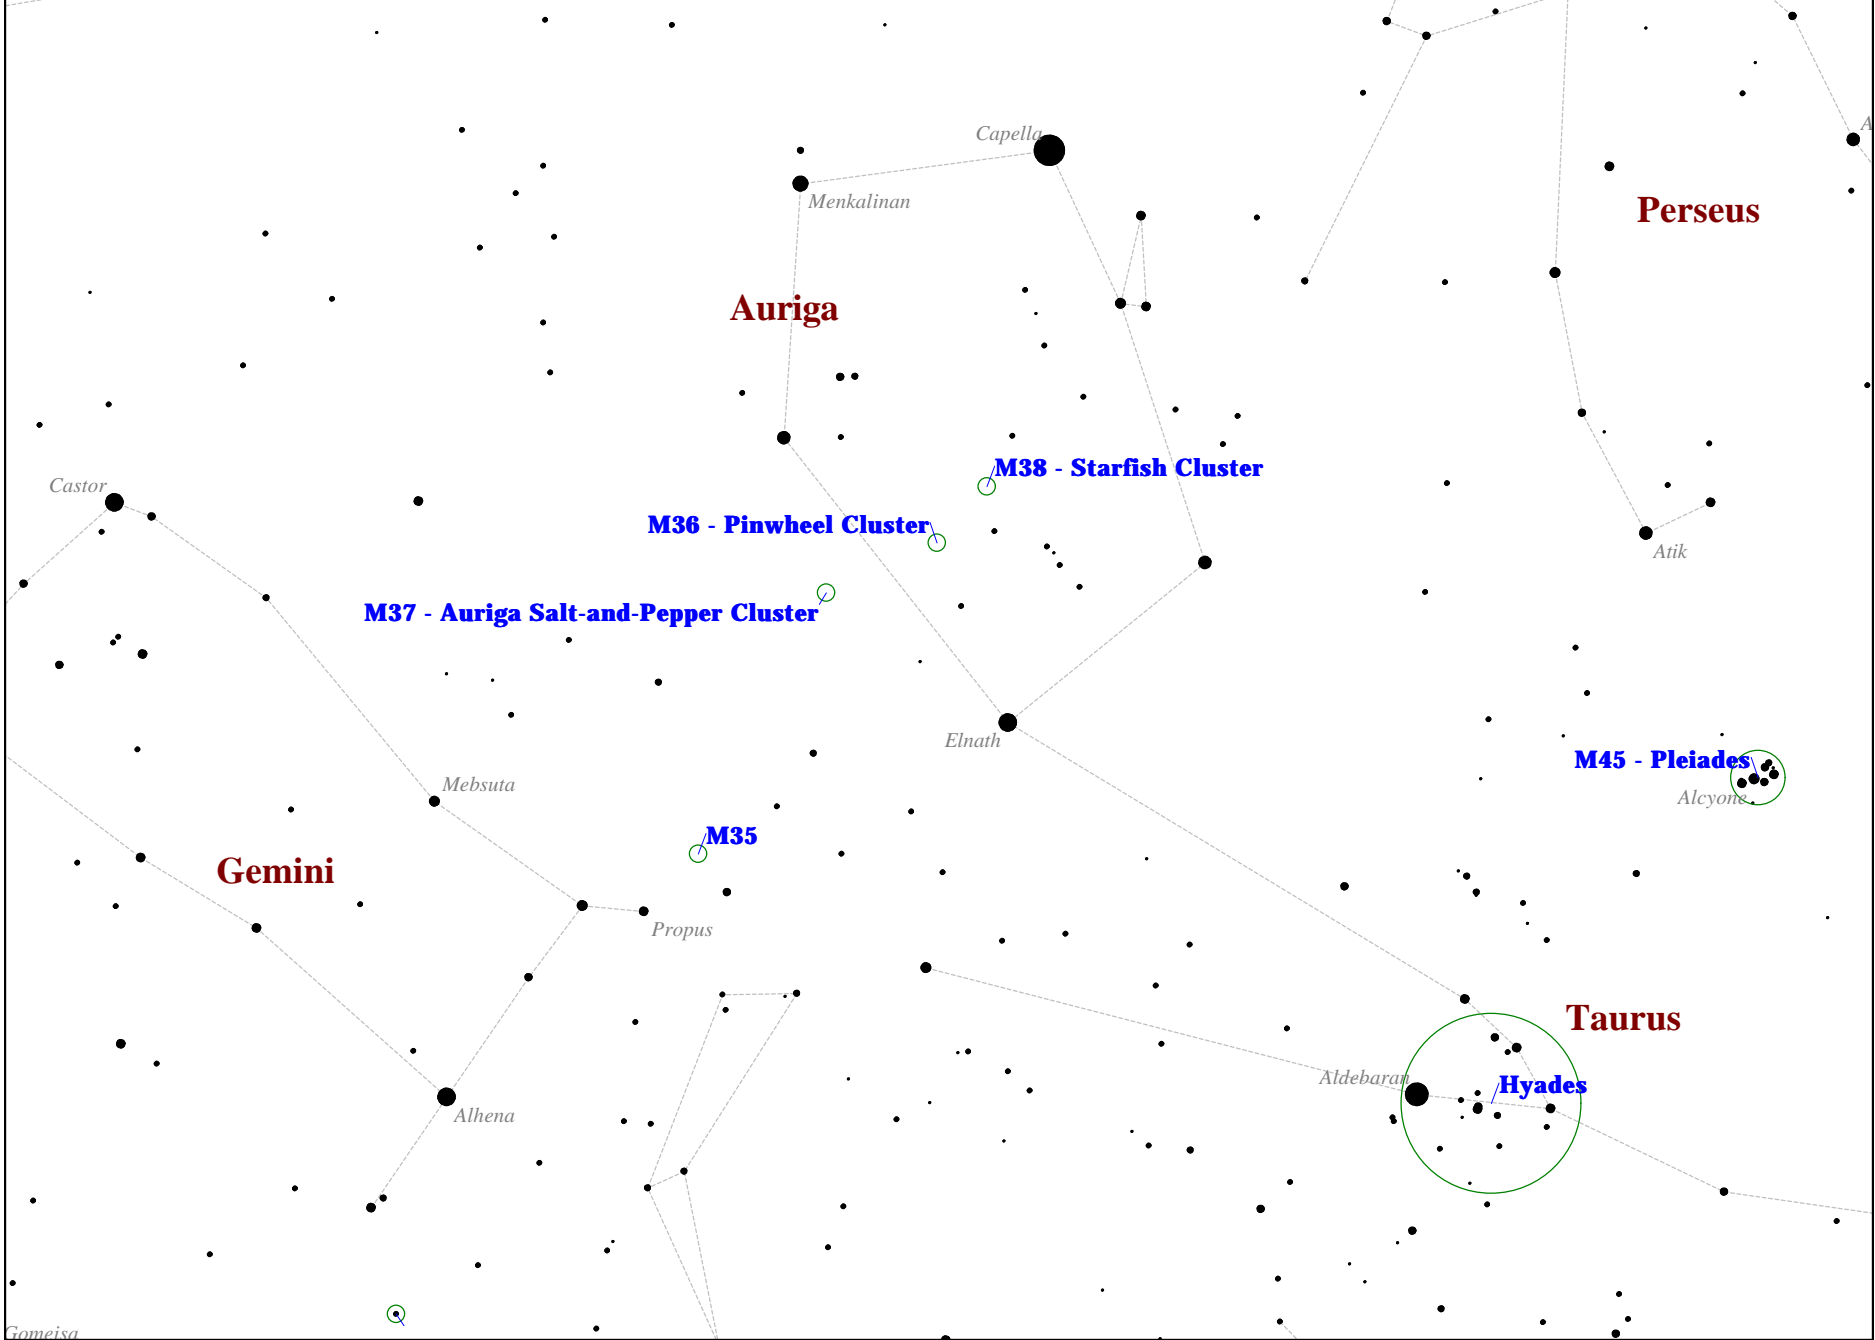 A
Capella
Menkalinan
Perseus
Auriga
M38 - Starfish Cluster
Castor
M36 - Pinwheel Cluster
Atik
M37 - Auriga Salt-and-Pepper Cluster
Elnath
M45 - Pleiades
Mebsuta
Alcyone
M35
Gemini
Propus
Taurus
Aldebaran
Hyades
Alhena
Gomeisa